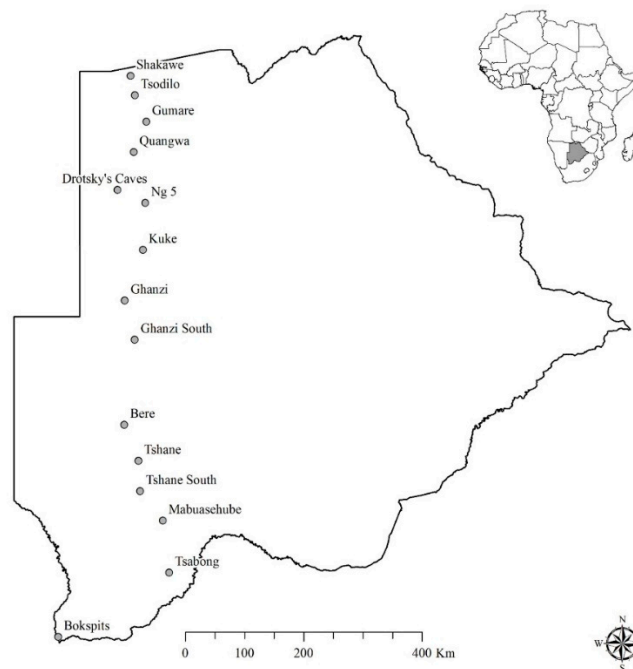 Shakawe
Tsodilo
Gumare
Quangwa
Drotsky's Caves
Ng 5
Kuke
Ghanzi
Ghanzi South
Bere
Tshane
Tshane South
Mabuasehube
Tsabong
Bokspits
0 100 200 400 Km
N
W E
S